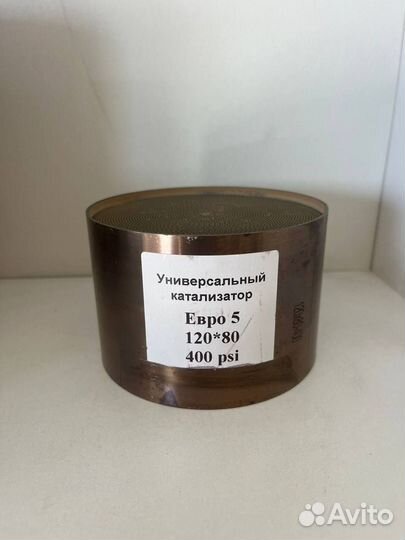 Универсальный
катализатор
Евро 5
120*80
400 psi
Avito